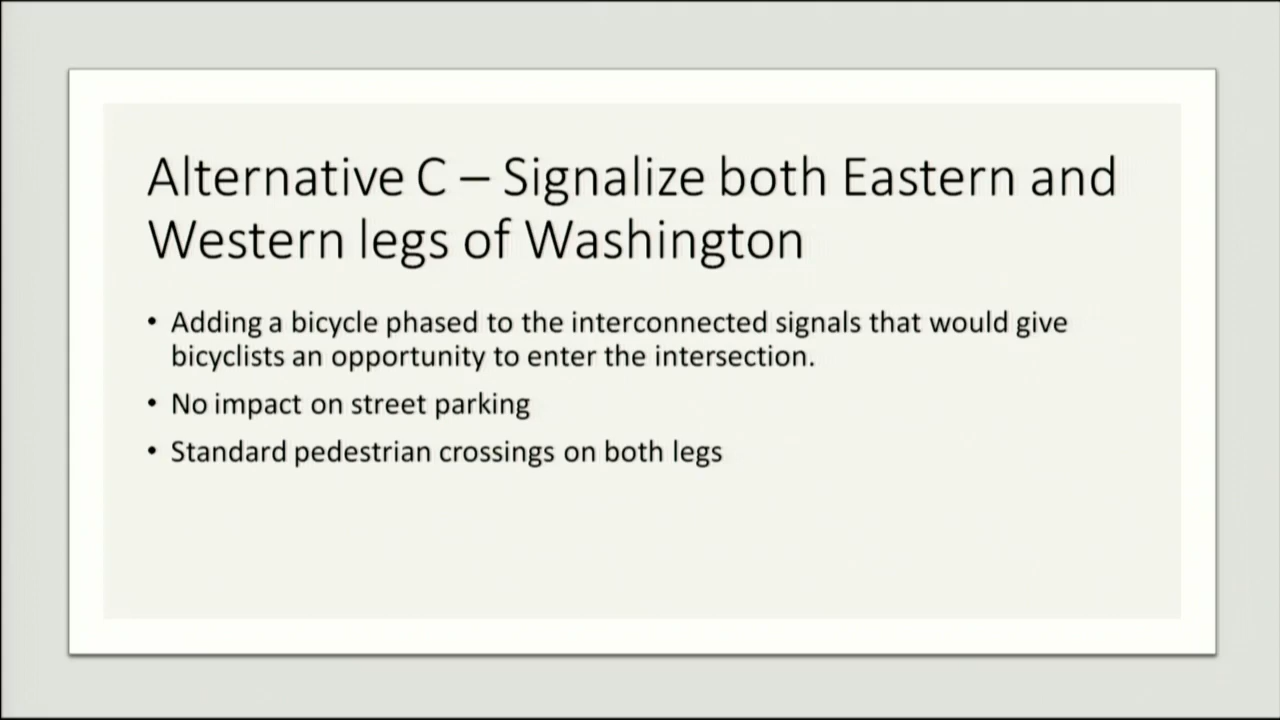 Alternative C – Signalize both Eastern and
Western legs of Washington
• Adding a bicycle phased to the interconnected signals that would give
bicyclists an opportunity to enter the intersection.
• No impact on street parking
• Standard pedestrian crossings on both legs